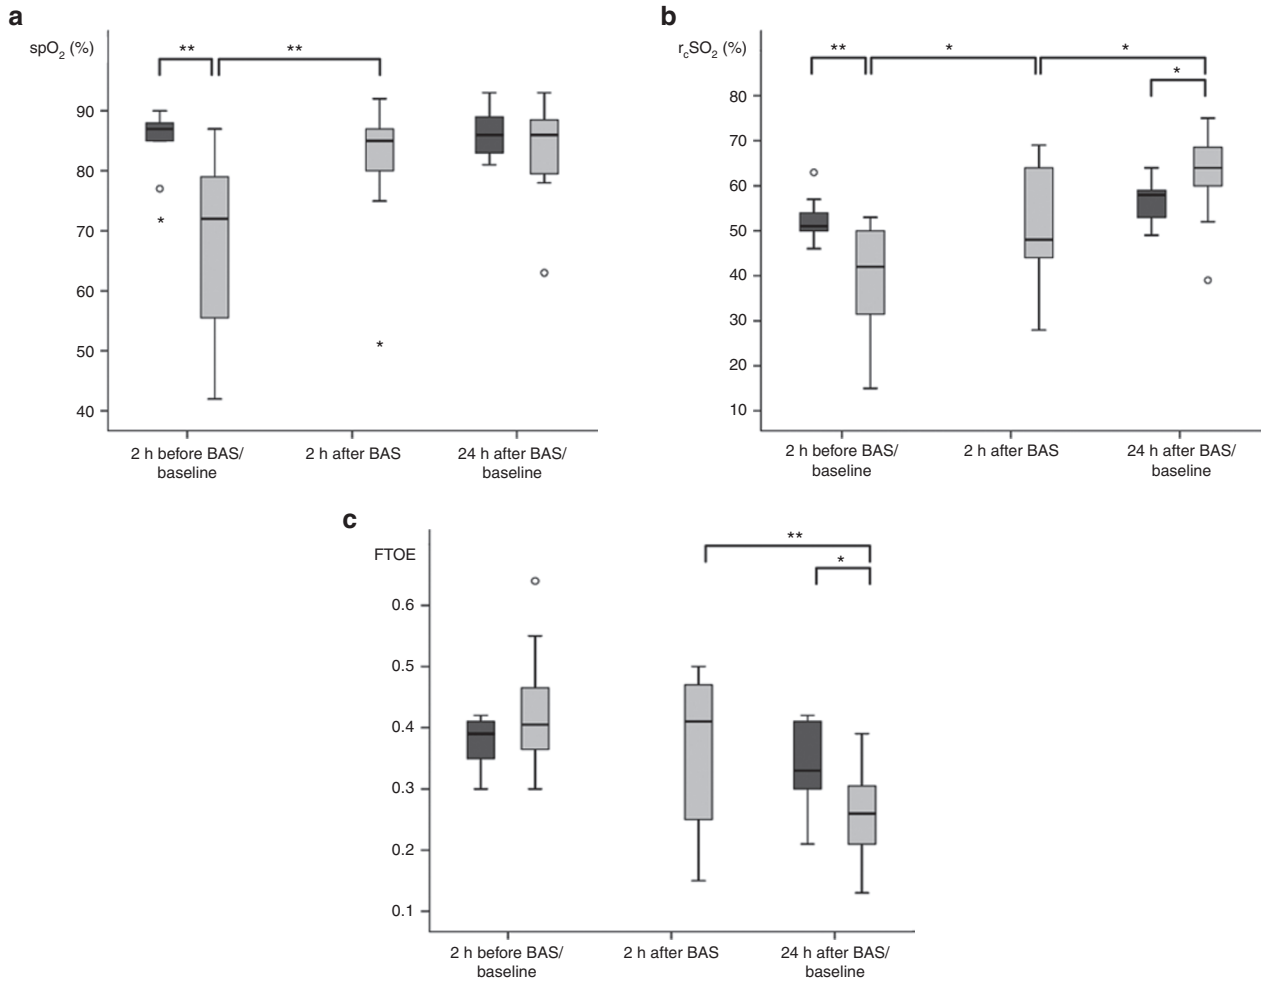 a
spO2 (%)
** **
90
80
70
60
50
40
*
*
2 h before BAS/
baseline
2 h after BAS
24 h after BAS/
baseline
b
rcSO2 (%)
** * *
*
80
70
60
50
40
30
20
10
2 h before BAS/
baseline
2 h after BAS
24 h after BAS/
baseline
c
FTOE
**
*
0.6
0.5
0.4
0.3
0.2
0.1
2 h before BAS/
baseline
2 h after BAS
24 h after BAS/
baseline